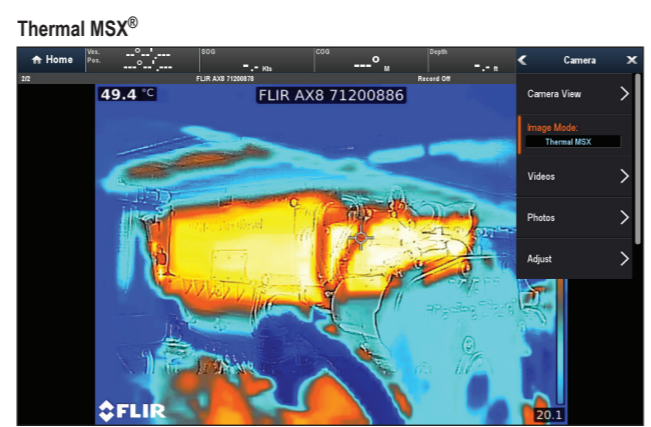 Thermal MSX®
Home
Ves.
Pos.
--°--'.---
--°--'.---
SOG
-.- Kts
COG
---° M
Depth
-.- ft
Camera
2/2
FLIR AX8 71200878
Record Off
49.4 °C
FLIR AX8 71200886
Camera View
Image Mode:
Thermal MSX
Videos
Photos
Adjust
FLIR
20.1